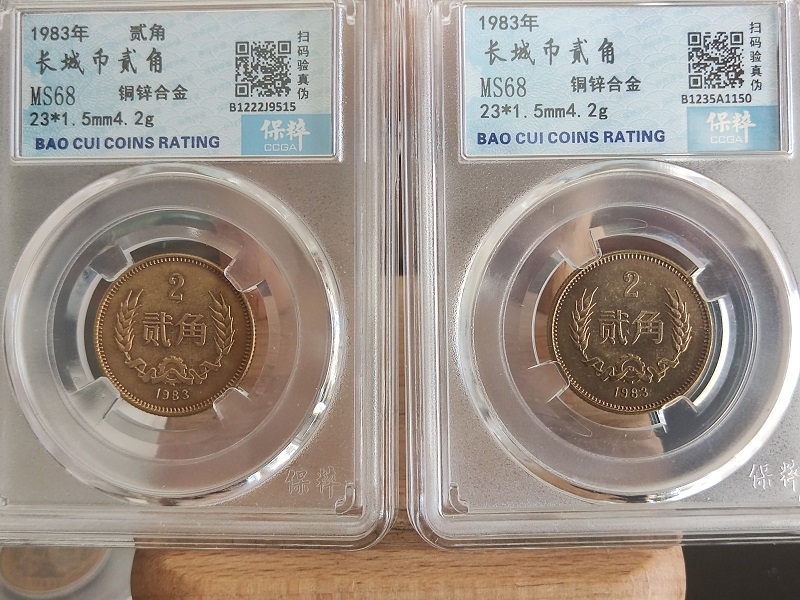 1983年 贰角
长城币贰角
MS68 铜锌合金
23*1.5mm4.2g
BAO CUI COINS RATING
扫码验真伪
B1222J9515
保粹
CCGA
2
贰角
1983
保粹
1983年
长城币贰角
MS68 铜锌合金
23*1.5mm4.2g
BAO CUI COINS RATING
扫码验真伪
B1235A1150
保粹
CCGA
2
贰角
1983
保粹